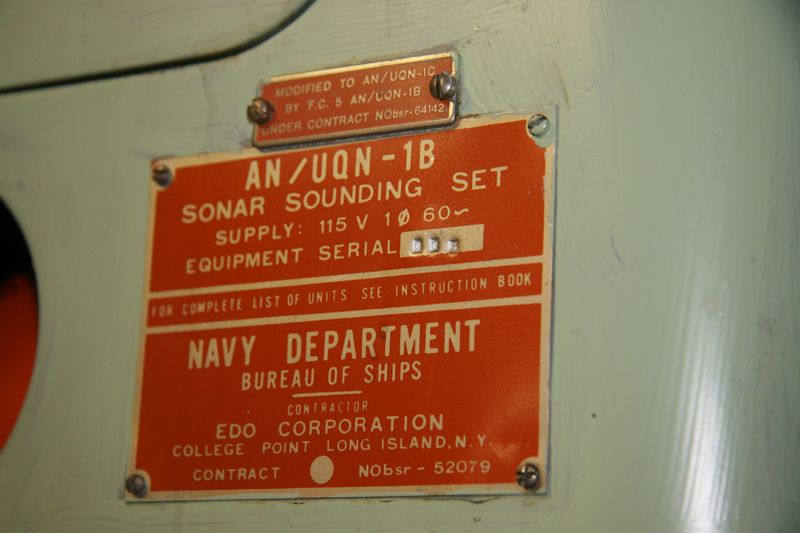 MODIFIED TO AN/UQN-1C
BY F.C. 5 AN/UQN-1B
UNDER CONTRACT NObsr-64142
AN/UQN-1B
SONAR SOUNDING SET
SUPPLY: 115 V 1Ø 60~
EQUIPMENT SERIAL
FOR COMPLETE LIST OF UNITS SEE INSTRUCTION BOOK
NAVY DEPARTMENT
BUREAU OF SHIPS
CONTRACTOR
EDO CORPORATION
COLLEGE POINT LONG ISLAND, N.Y.
CONTRACT NObsr-52079